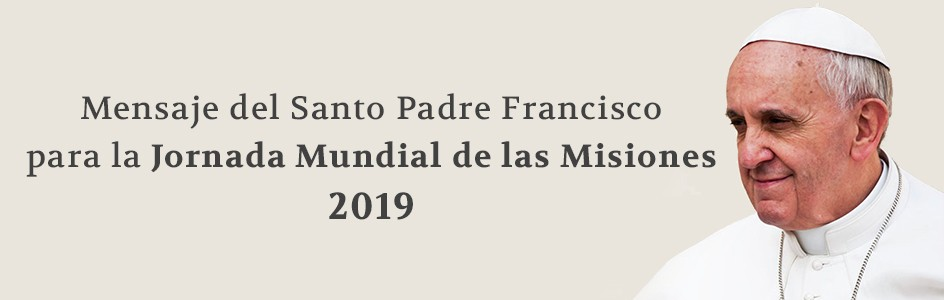 Mensaje del Santo Padre Francisco
para la Jornada Mundial de las Misiones
2019